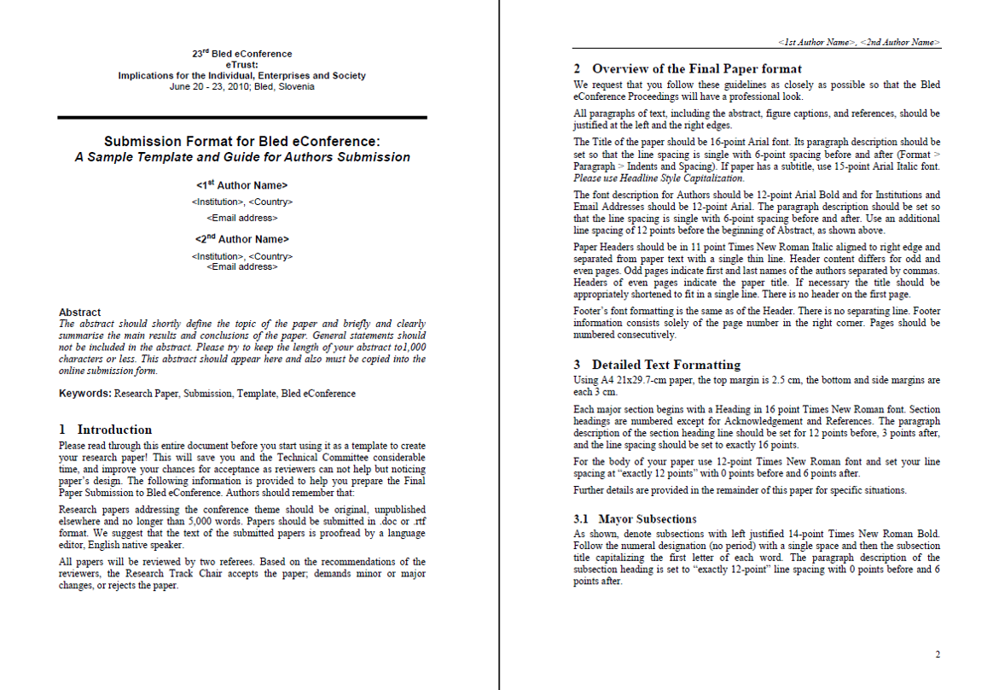 23rd Bled eConference
eTrust:
Implications for the Individual, Enterprises and Society
June 20 - 23, 2010; Bled, Slovenia
Submission Format for Bled eConference:
A Sample Template and Guide for Authors Submission
<1st Author Name>
<Institution>, <Country>
<Email address>
<2nd Author Name>
<Institution>, <Country>
<Email address>
Abstract
The abstract should shortly define the topic of the paper and briefly and clearly
summarise the main results and conclusions of the paper. General statements should
not be included in the abstract. Please try to keep the length of your abstract to1,000
characters or less. This abstract should appear here and also must be copied into the
online submission form.
Keywords: Research Paper, Submission, Template, Bled eConference
1 Introduction
Please read through this entire document before you start using it as a template to create
your research paper! This will save you and the Technical Committee considerable
time, and improve your chances for acceptance as reviewers can not help but noticing
paper's design. The following information is provided to help you prepare the Final
Paper Submission to Bled eConference. Authors should remember that:
Research papers addressing the conference theme should be original, unpublished
elsewhere and no longer than 5,000 words. Papers should be submitted in .doc or .rtf
format. We suggest that the text of the submitted papers is proofread by a language
editor, English native speaker.
All papers will be reviewed by two referees. Based on the recommendations of the
reviewers, the Research Track Chair accepts the paper; demands minor or major
changes, or rejects the paper.
<1st Author Name>, <2nd Author Name>
2 Overview of the Final Paper format
We request that you follow these guidelines as closely as possible so that the Bled
eConference Proceedings will have a professional look.
All paragraphs of text, including the abstract, figure captions, and references, should be
justified at the left and the right edges.
The Title of the paper should be 16-point Arial font. Its paragraph description should be
set so that the line spacing is single with 6-point spacing before and after (Format >
Paragraph > Indents and Spacing). If paper has a subtitle, use 15-point Arial Italic font.
Please use Headline Style Capitalization.
The font description for Authors should be 12-point Arial Bold and for Institutions and
Email Addresses should be 12-point Arial. The paragraph description should be set so
that the line spacing is single with 6-point spacing before and after. Use an additional
line spacing of 12 points before the beginning of Abstract, as shown above.
Paper Headers should be in 11 point Times New Roman Italic aligned to right edge and
separated from paper text with a single thin line. Header content differs for odd and
even pages. Odd pages indicate first and last names of the authors separated by commas.
Headers of even pages indicate the paper title. If necessary the title should be
appropriately shortened to fit in a single line. There is no header on the first page.
Footer's font formatting is the same as of the Header. There is no separating line. Footer
information consists solely of the page number in the right corner. Pages should be
numbered consecutively.
3 Detailed Text Formatting
Using A4 21x29.7-cm paper, the top margin is 2.5 cm, the bottom and side margins are
each 3 cm.
Each major section begins with a Heading in 16 point Times New Roman font. Section
headings are numbered except for Acknowledgement and References. The paragraph
description of the section heading line should be set for 12 points before, 3 points after,
and the line spacing should be set to exactly 16 points.
For the body of your paper use 12-point Times New Roman font and set your line
spacing at “exactly 12 points” with 0 points before and 6 points after.
Further details are provided in the remainder of this paper for specific situations.
3.1 Mayor Subsections
As shown, denote subsections with left justified 14-point Times New Roman Bold.
Follow the numeral designation (no period) with a single space and then the subsection
title capitalizing the first letter of each word. The paragraph description of the
subsection heading is set to “exactly 12-point” line spacing with 0 points before and 6
points after.
2